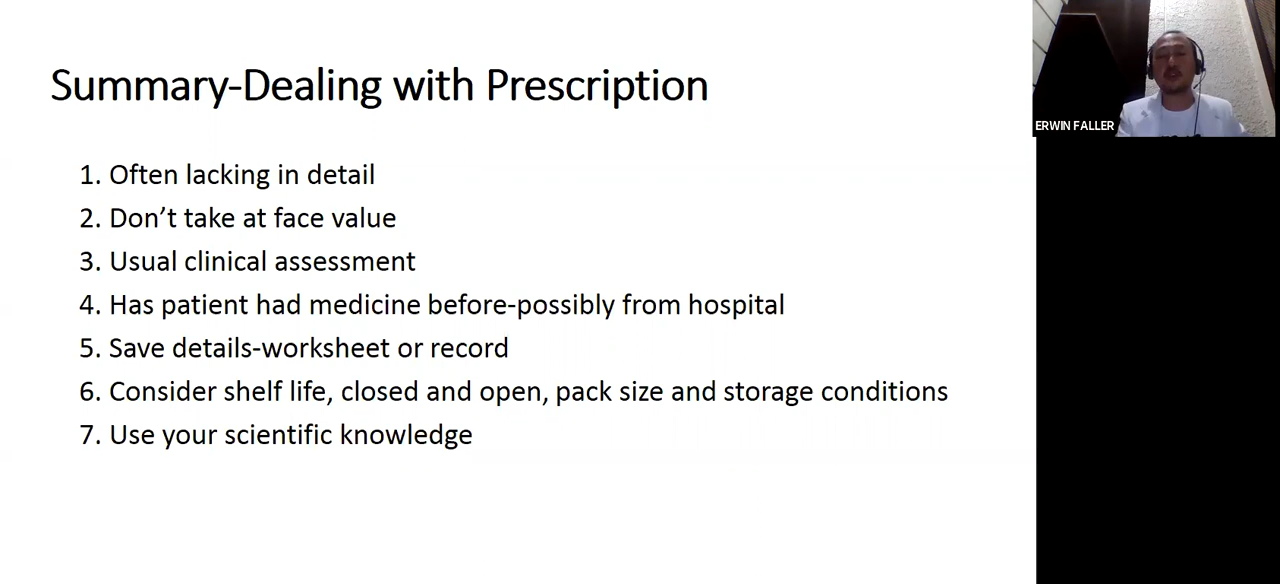 Summary-Dealing with Prescription
1. Often lacking in detail
2. Don’t take at face value
3. Usual clinical assessment
4. Has patient had medicine before-possibly from hospital
5. Save details-worksheet or record
6. Consider shelf life, closed and open, pack size and storage conditions
7. Use your scientific knowledge
ERWIN FALLER